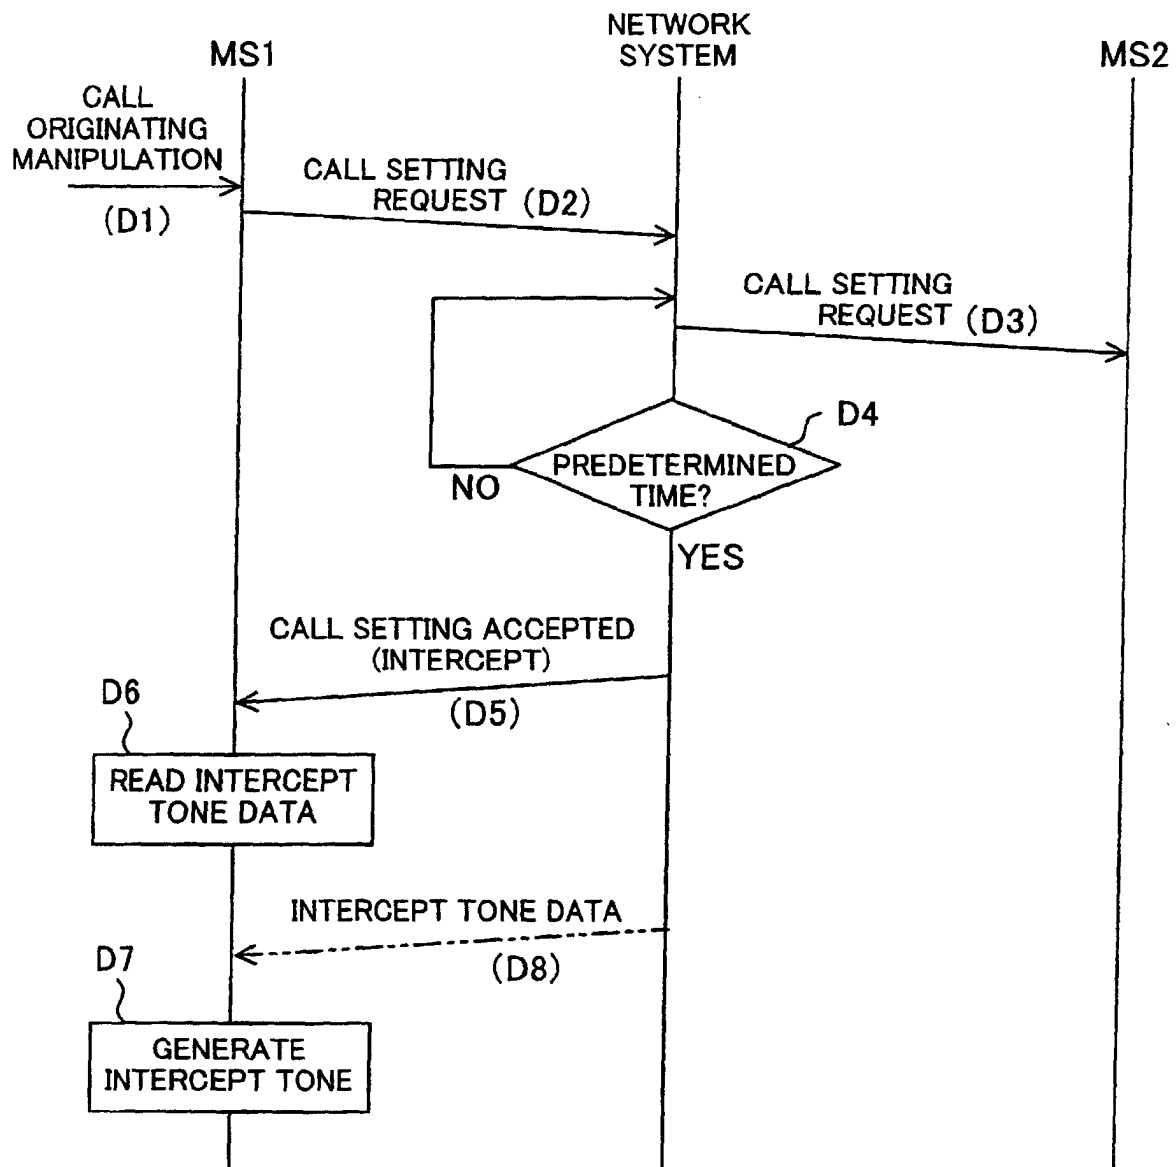 MS1
NETWORK
SYSTEM
MS2
CALL
ORIGINATING
MANIPULATION
(D1)
CALL SETTING
REQUEST (D2)
CALL SETTING
REQUEST (D3)
D4
PREDETERMINED
TIME?
NO
YES
CALL SETTING ACCEPTED
(INTERCEPT)
(D5)
D6
READ INTERCEPT
TONE DATA
INTERCEPT TONE DATA
(D8)
D7
GENERATE
INTERCEPT TONE